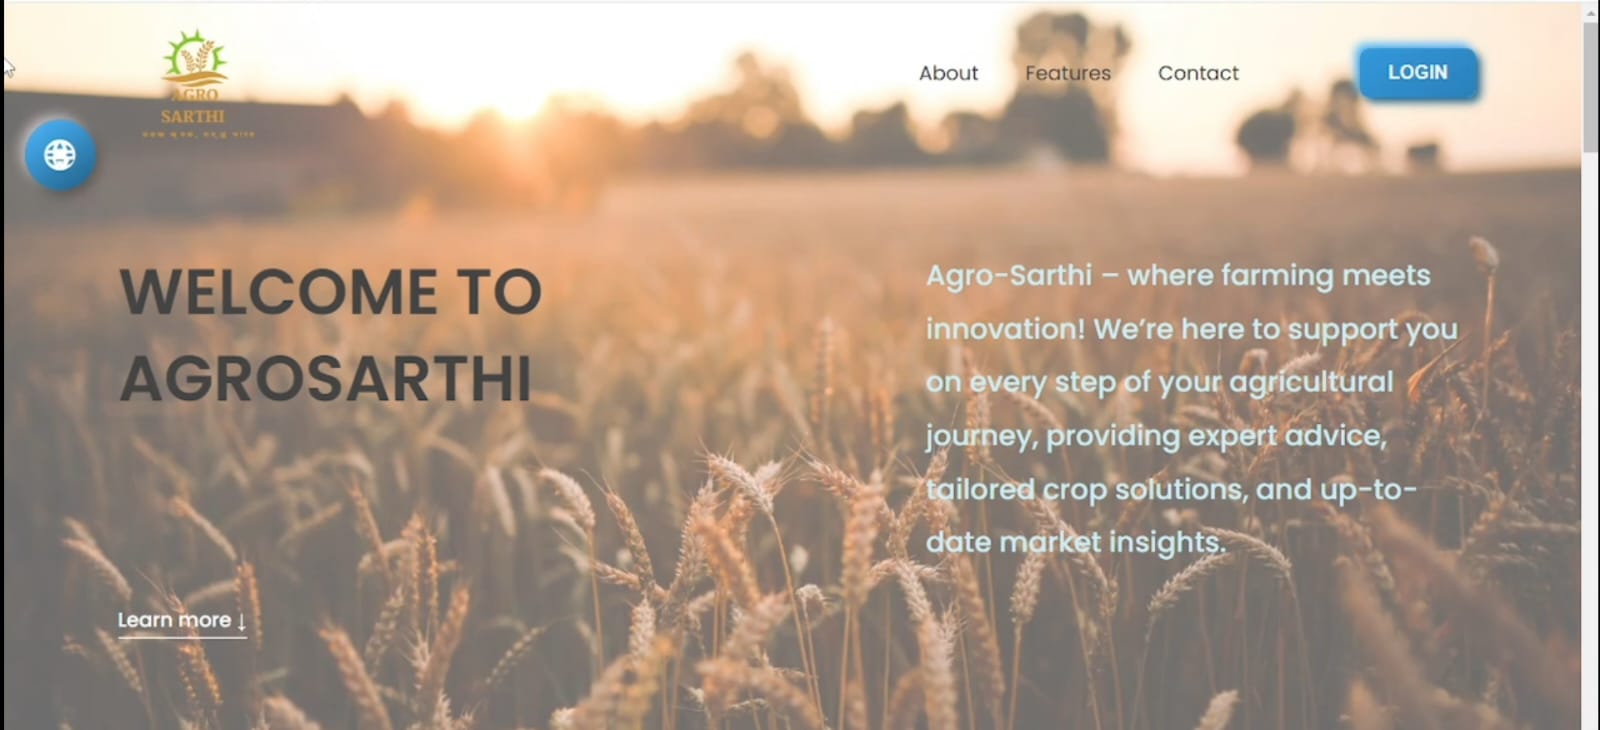 AGRO
SARTHI
About
Features
Contact
LOGIN
WELCOME TO
AGROSARTHI
Agro-Sarthi – where farming meets
innovation! We’re here to support you
on every step of your agricultural
journey, providing expert advice,
tailored crop solutions, and up-to-
date market insights.
Learn more ↓